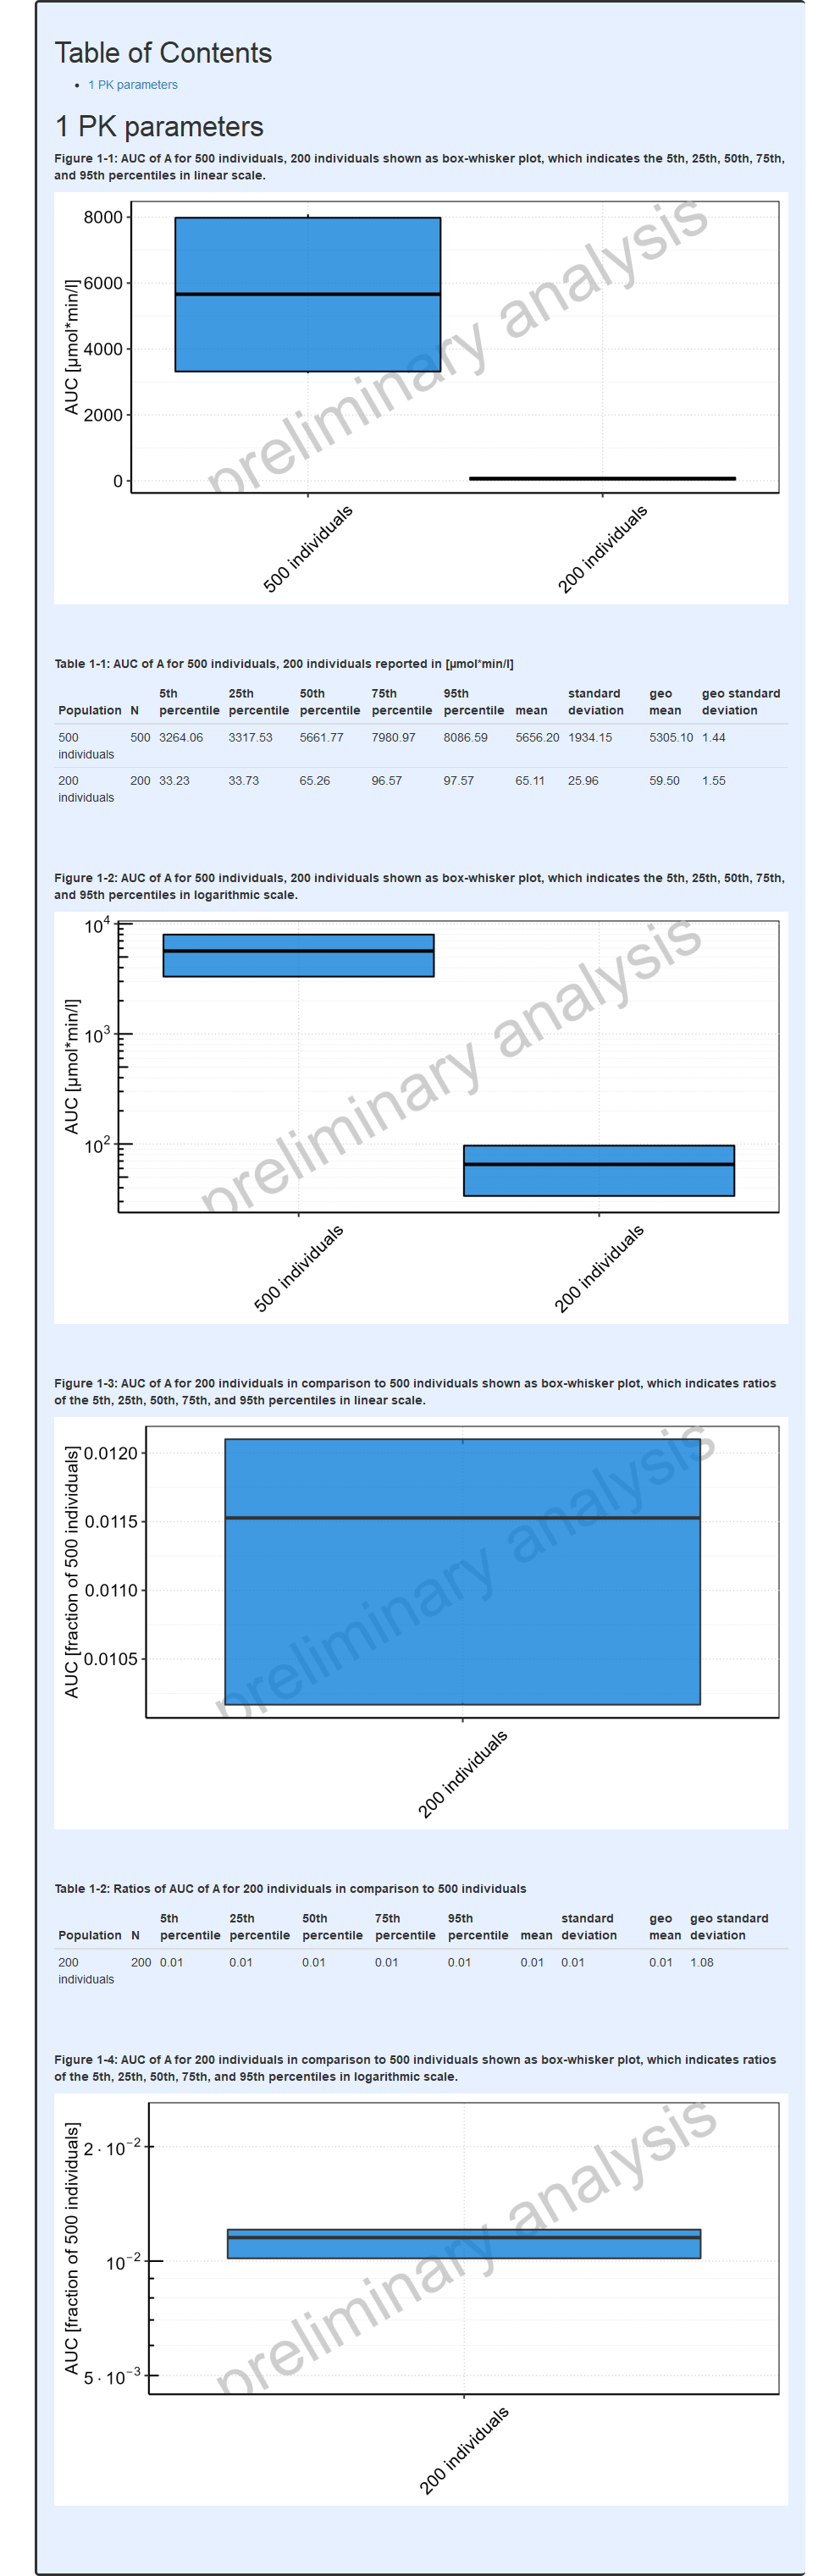 Table of Contents
• 1 PK parameters
1 PK parameters
Figure 1-1: AUC of A for 500 individuals, 200 individuals shown as box-whisker plot, which indicates the 5th, 25th, 50th, 75th,
and 95th percentiles in linear scale.
8000
6000
4000
2000
0
AUC [µmol*min/l]
preliminary analysis
500 individuals
200 individuals
Table 1-1: AUC of A for 500 individuals, 200 individuals reported in [µmol*min/l]
Population N 5th percentile 25th percentile 50th percentile 75th percentile 95th percentile mean standard deviation geo mean geo standard deviation
500 individuals 500 3264.06 3317.53 5661.77 7980.97 8086.59 5656.20 1934.15 5305.10 1.44
200 individuals 200 33.23 33.73 65.26 96.57 97.57 65.11 25.96 59.50 1.55
Figure 1-2: AUC of A for 500 individuals, 200 individuals shown as box-whisker plot, which indicates the 5th, 25th, 50th, 75th,
and 95th percentiles in logarithmic scale.
10⁴
10³
10²
AUC [µmol*min/l]
preliminary analysis
500 individuals
200 individuals
Figure 1-3: AUC of A for 200 individuals in comparison to 500 individuals shown as box-whisker plot, which indicates ratios
of the 5th, 25th, 50th, 75th, and 95th percentiles in linear scale.
0.0120
0.0115
0.0110
0.0105
AUC [fraction of 500 individuals]
preliminary analysis
200 individuals
Table 1-2: Ratios of AUC of A for 200 individuals in comparison to 500 individuals
Population N 5th percentile 25th percentile 50th percentile 75th percentile 95th percentile mean standard deviation geo mean geo standard deviation
200 individuals 200 0.01 0.01 0.01 0.01 0.01 0.01 0.01 0.01 1.08
Figure 1-4: AUC of A for 200 individuals in comparison to 500 individuals shown as box-whisker plot, which indicates ratios
of the 5th, 25th, 50th, 75th, and 95th percentiles in logarithmic scale.
2·10⁻²
10⁻²
5·10⁻³
AUC [fraction of 500 individuals]
preliminary analysis
200 individuals